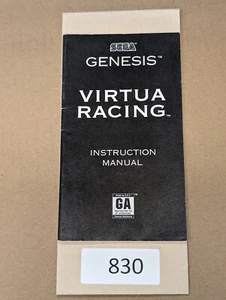 SEGA
GENESIS™
VIRTUA
RACING™
INSTRUCTION
MANUAL
GA
830